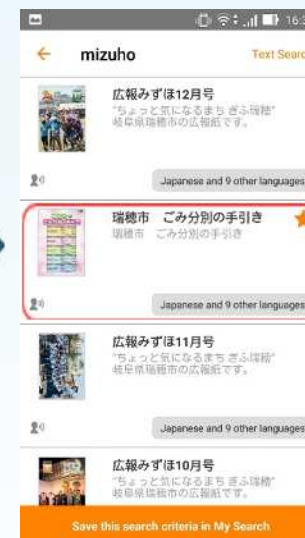 16:3
mizuho
Text Searc
広報みずほ12月号
"ちょっと気になるまち ぎふ瑞穂"
岐阜県瑞穂市の広報紙です。
Japanese and 9 other languages
瑞穂市 ごみ分別の手引き
瑞穂市 ごみ分別の手引き
Japanese and 9 other languages
広報みずほ11月号
"ちょっと気になるまち ぎふ瑞穂"
岐阜県瑞穂市の広報紙です。
Japanese and 9 other languages
広報みずほ10月号
"ちょっと気になるまち ぎふ瑞穂"
岐阜県瑞穂市の広報紙です。
Save this search criteria in My Search